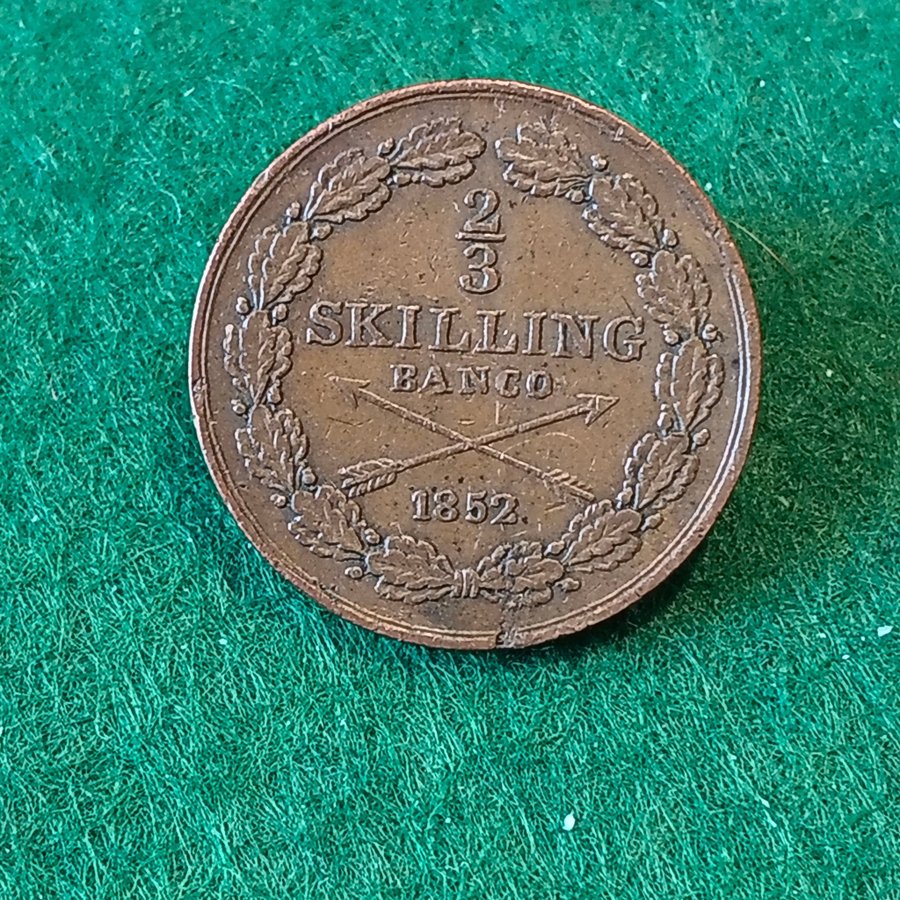 2
3
SKILLING
BANCO
1852.